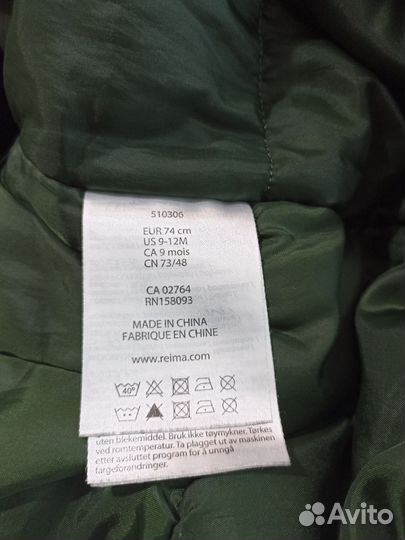 510306
EUR 74 cm
US 9-12M
CA 9 mois
CN 73/48
CA 02764
RN158093
MADE IN CHINA
FABRIQUE EN CHINE
www.reima.com
40°
uten blekemiddel. Bruk ikke tøymykner. Tørkes
ved romtemperatur. Ta plagget ut av maskinen
etter avsluttet program for å unngå
fargeforandringer.
Avito